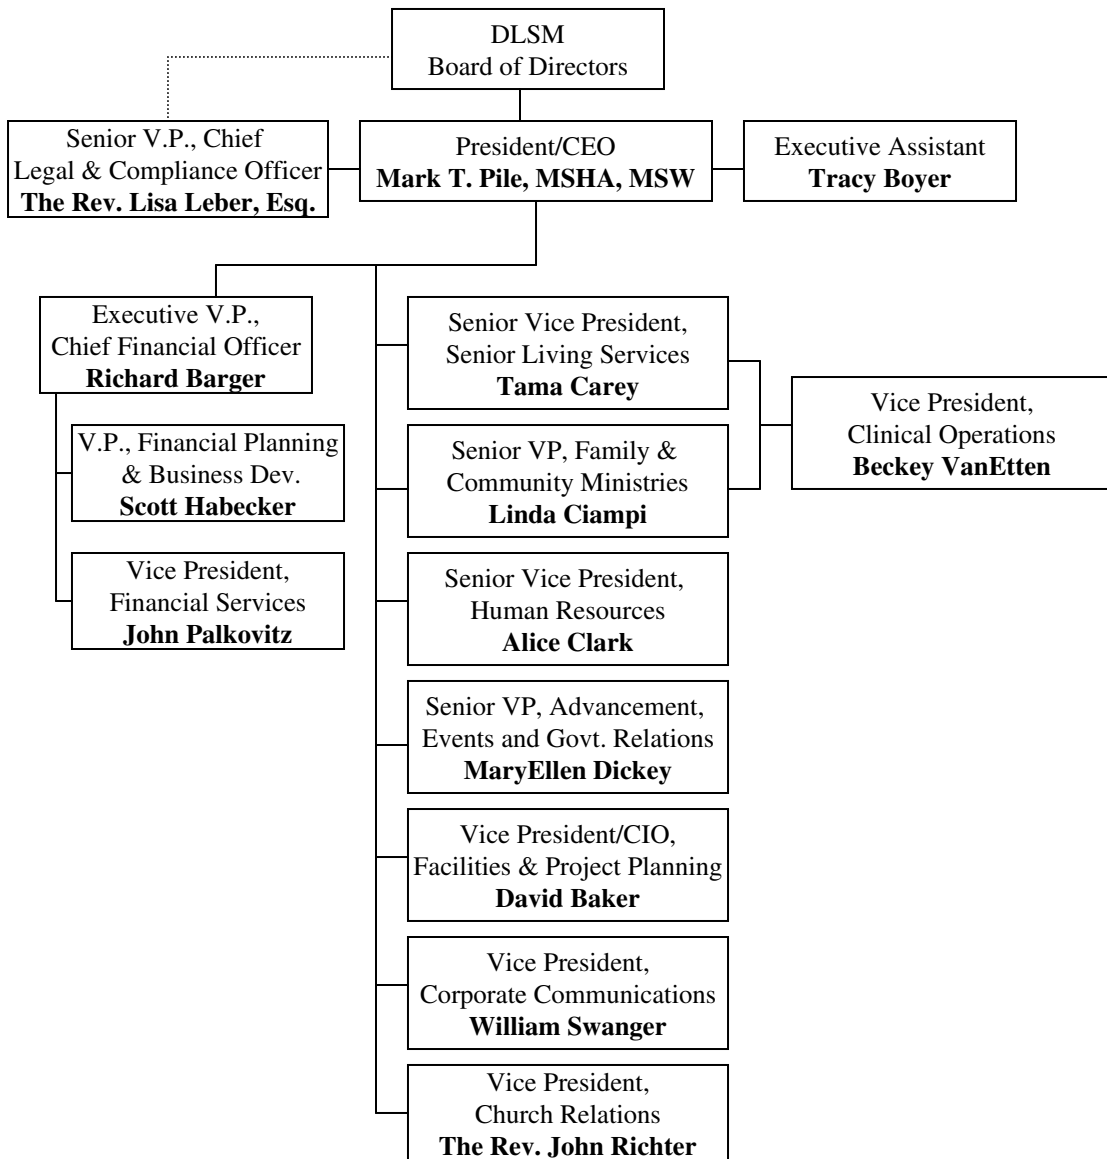 DLSM
Board of Directors
Senior V.P., Chief
Legal & Compliance Officer
The Rev. Lisa Leber, Esq.
President/CEO
Mark T. Pile, MSHA, MSW
Executive Assistant
Tracy Boyer
Executive V.P.,
Chief Financial Officer
Richard Barger
V.P., Financial Planning
& Business Dev.
Scott Habecker
Vice President,
Financial Services
John Palkovitz
Senior Vice President,
Senior Living Services
Tama Carey
Senior VP, Family &
Community Ministries
Linda Ciampi
Vice President,
Clinical Operations
Beckey VanEtten
Senior Vice President,
Human Resources
Alice Clark
Senior VP, Advancement,
Events and Govt. Relations
MaryEllen Dickey
Vice President/CIO,
Facilities & Project Planning
David Baker
Vice President,
Corporate Communications
William Swanger
Vice President,
Church Relations
The Rev. John Richter